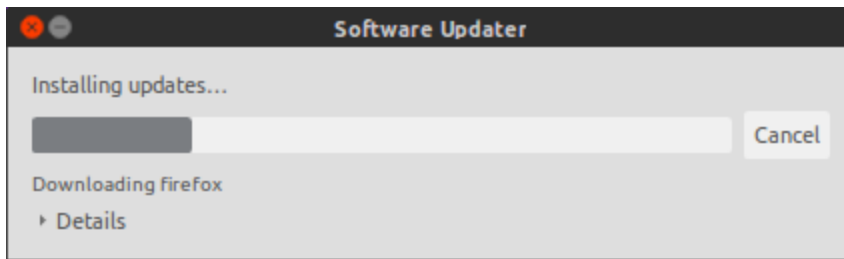 Software Updater
Installing updates...
Cancel
Downloading firefox
Details